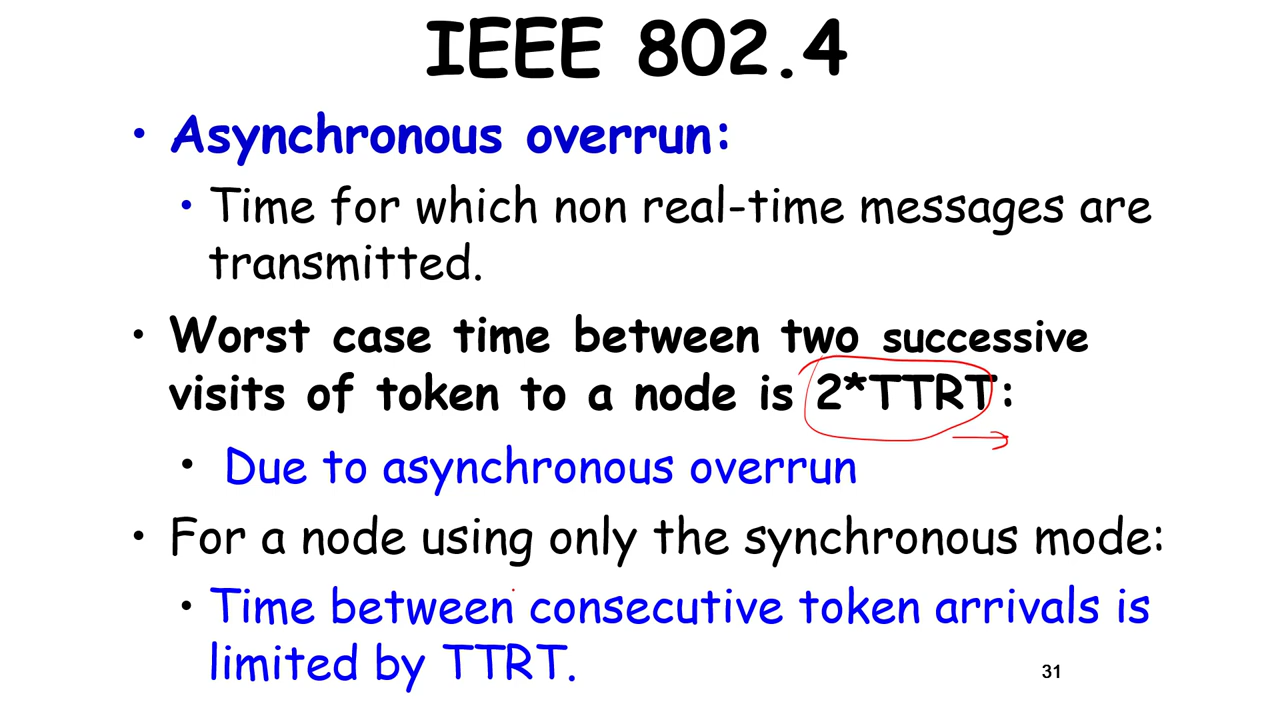 IEEE 802.4
• Asynchronous overrun:
• Time for which non real-time messages are
transmitted.
• Worst case time between two successive
visits of token to a node is 2*TTRT:
• Due to asynchronous overrun
• For a node using only the synchronous mode:
• Time between consecutive token arrivals is
limited by TTRT.
31